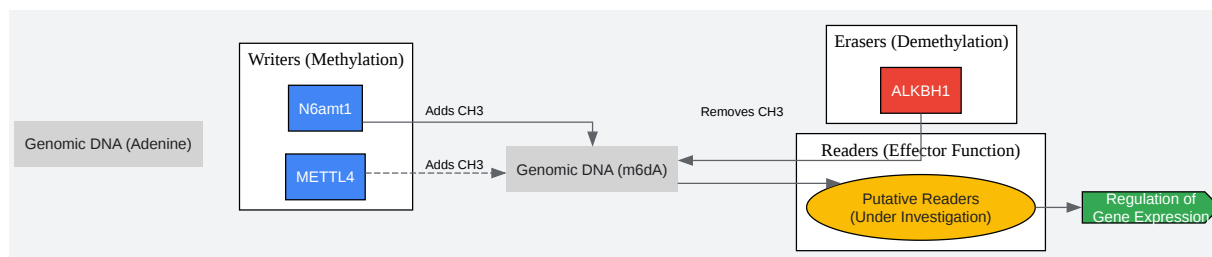 Genomic DNA (Adenine)
Writers (Methylation)
N6amt1
METTL4
Adds CH3
Adds CH3
Genomic DNA (m6dA)
Removes CH3
Erasers (Demethylation)
ALKBH1
Readers (Effector Function)
Putative Readers
(Under Investigation)
Regulation of
Gene Expression